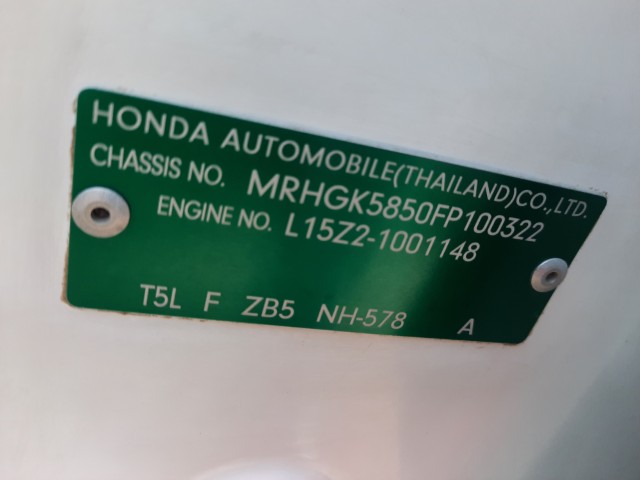 HONDA AUTOMOBILE(THAILAND)CO.,LTD.
CHASSIS NO. MRHGK5850FP100322
ENGINE NO. L15Z2-1001148
T5L F ZB5 NH-578 A